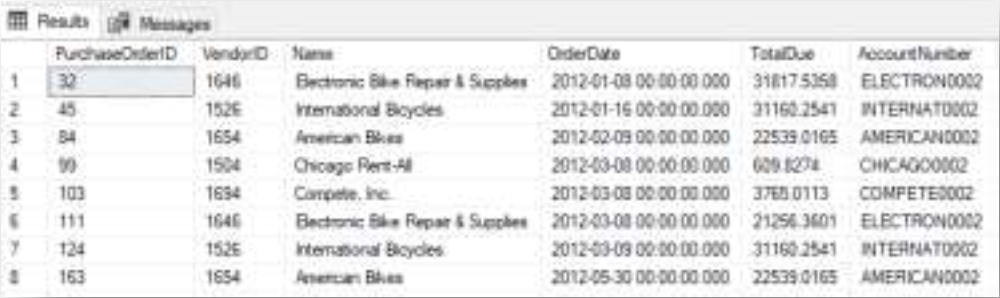 Results Messages
PurchaseOrderID VendorID Name OrderDate TotalDue AccountNumber
1 32 1646 Electronic Bike Repair & Supplies 2012-01-08 00:00:00.000 31817.5358 ELECTRON0002
2 45 1526 International Bicycles 2012-01-16 00:00:00.000 31160.2541 INTERNAT0002
3 84 1654 American Bikes 2012-02-09 00:00:00.000 22539.0165 AMERICAN0002
4 99 1504 Chicago Rent-All 2012-03-08 00:00:00.000 609.8274 CHICAGO0002
5 103 1694 Compete, Inc. 2012-03-08 00:00:00.000 3765.0113 COMPETE0002
6 111 1646 Electronic Bike Repair & Supplies 2012-03-08 00:00:00.000 21256.3601 ELECTRON0002
7 124 1526 International Bicycles 2012-03-09 00:00:00.000 31160.2541 INTERNAT0002
8 163 1654 American Bikes 2012-05-30 00:00:00.000 22539.0165 AMERICAN0002